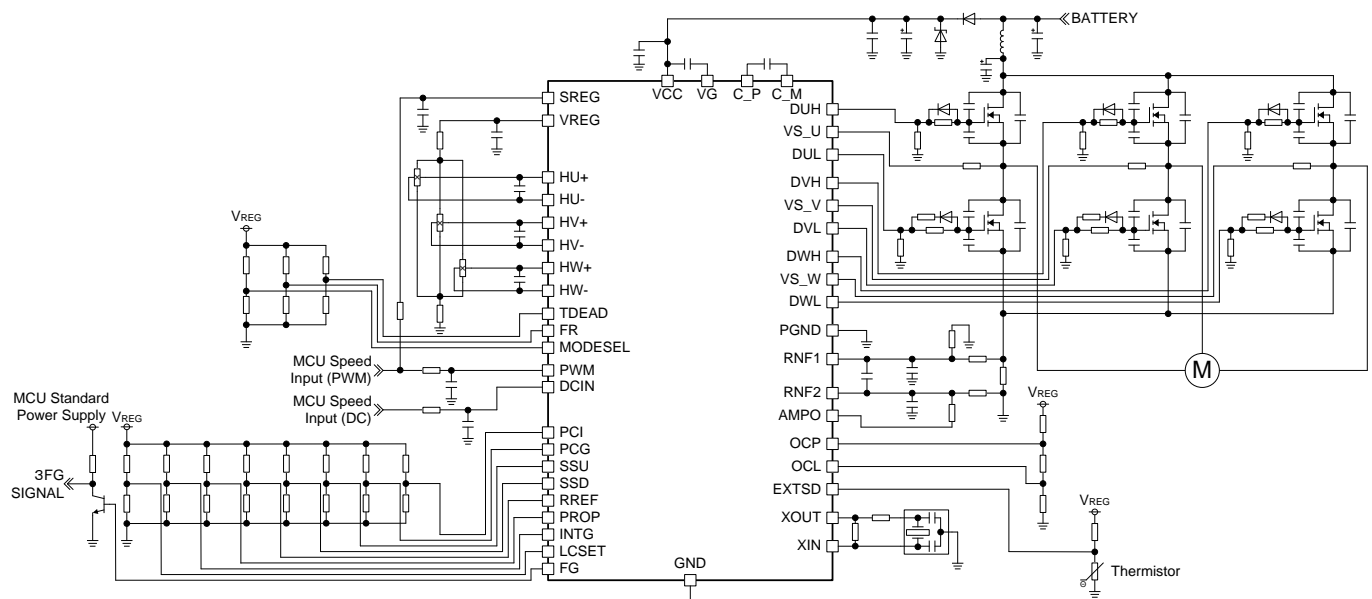 BATTERY
VCC
VG
C_P
C_M
SREG
VREG
HU+
HU-
HV+
HV-
HW+
HW-
TDEAD
FR
MODESEL
PWM
DCIN
PCI
PCG
SSU
SSD
RREF
PROP
INTG
LCSET
FG
GND
DUH
VS_U
DUL
DVH
VS_V
DVL
DWH
VS_W
DWL
PGND
RNF1
RNF2
AMPO
OCP
OCL
EXTSD
XOUT
XIN
VREG
MCU Speed
Input (PWM)
MCU Speed
Input (DC)
MCU Standard
Power Supply
VREG
3FG
SIGNAL
M
VREG
VREG
Thermistor